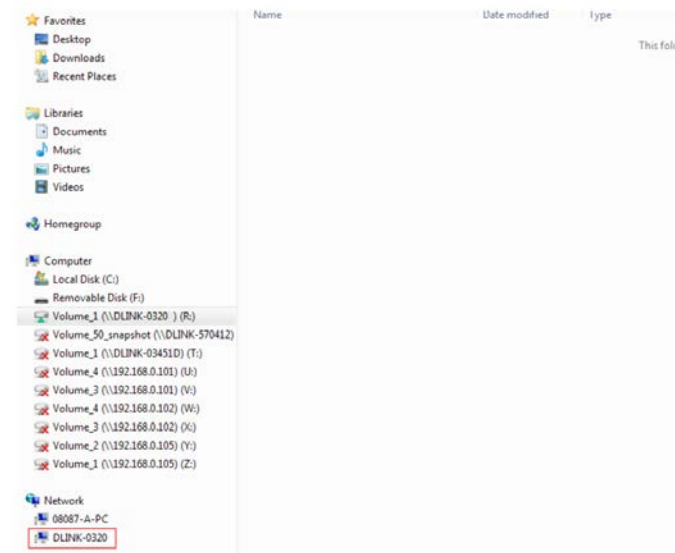 Name Date modified Type
Favorites
Desktop
Downloads
Recent Places
This fol
Libraries
Documents
Music
Pictures
Videos
Homegroup
Computer
Local Disk (C:)
Removable Disk (F:)
Volume_1 (\\DLINK-0320 ) (R:)
Volume_50_snapshot (\\DLINK-570412)
Volume_1 (\\DLINK-03451D) (T:)
Volume_4 (\\192.168.0.101) (U:)
Volume_3 (\\192.168.0.101) (V:)
Volume_4 (\\192.168.0.102) (W:)
Volume_3 (\\192.168.0.102) (X:)
Volume_2 (\\192.168.0.105) (Y:)
Volume_1 (\\192.168.0.105) (Z:)
Network
08087-A-PC
DLINK-0320